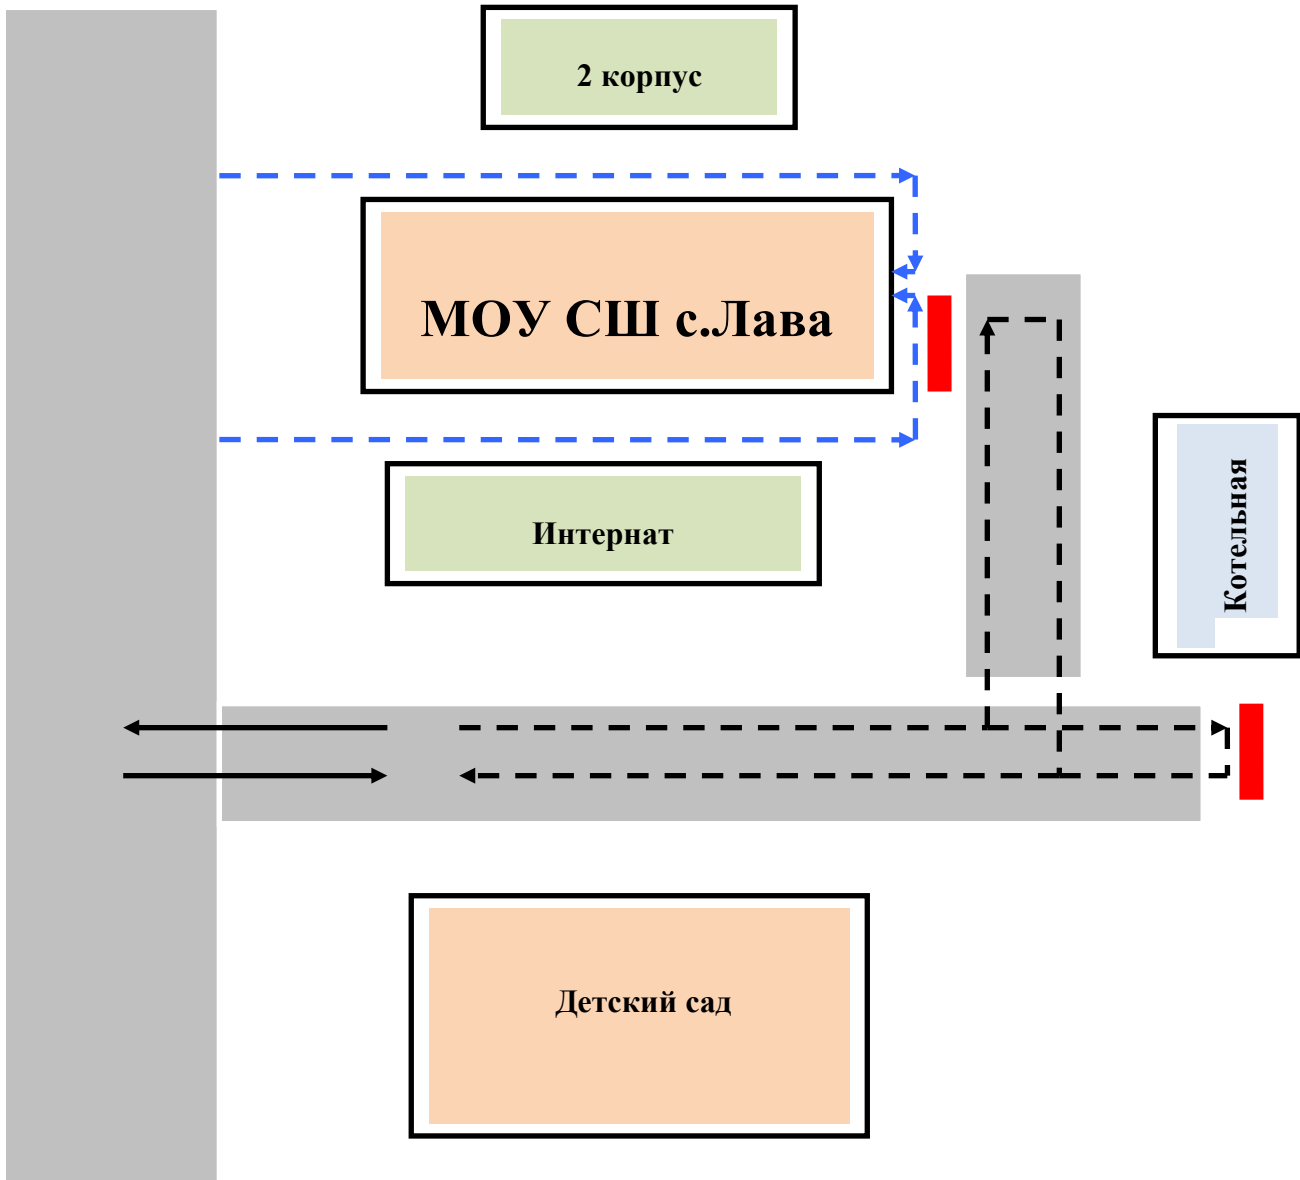 2 корпус
МОУ СШ с.Лава
Интернат
Котельная
Детский сад